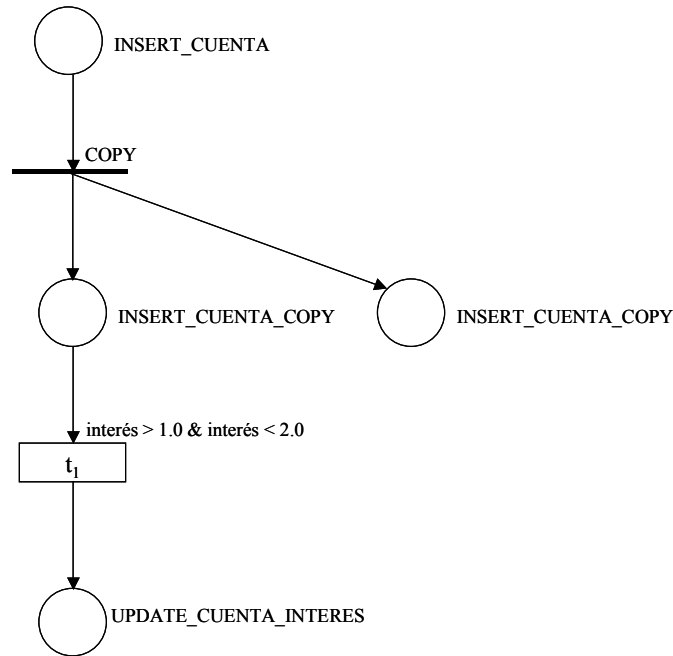 INSERT_CUENTA
COPY
INSERT_CUENTA_COPY
INSERT_CUENTA_COPY
interés > 1.0 & interés < 2.0
t1
UPDATE_CUENTA_INTERES